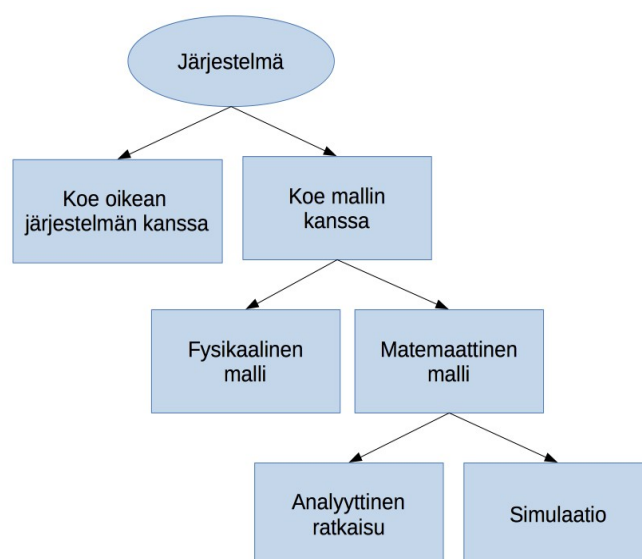 Järjestelmä
Koe oikean
järjestelmän kanssa
Koe mallin
kanssa
Fysikaalinen
malli
Matemaattinen
malli
Analyyttinen
ratkaisu
Simulaatio